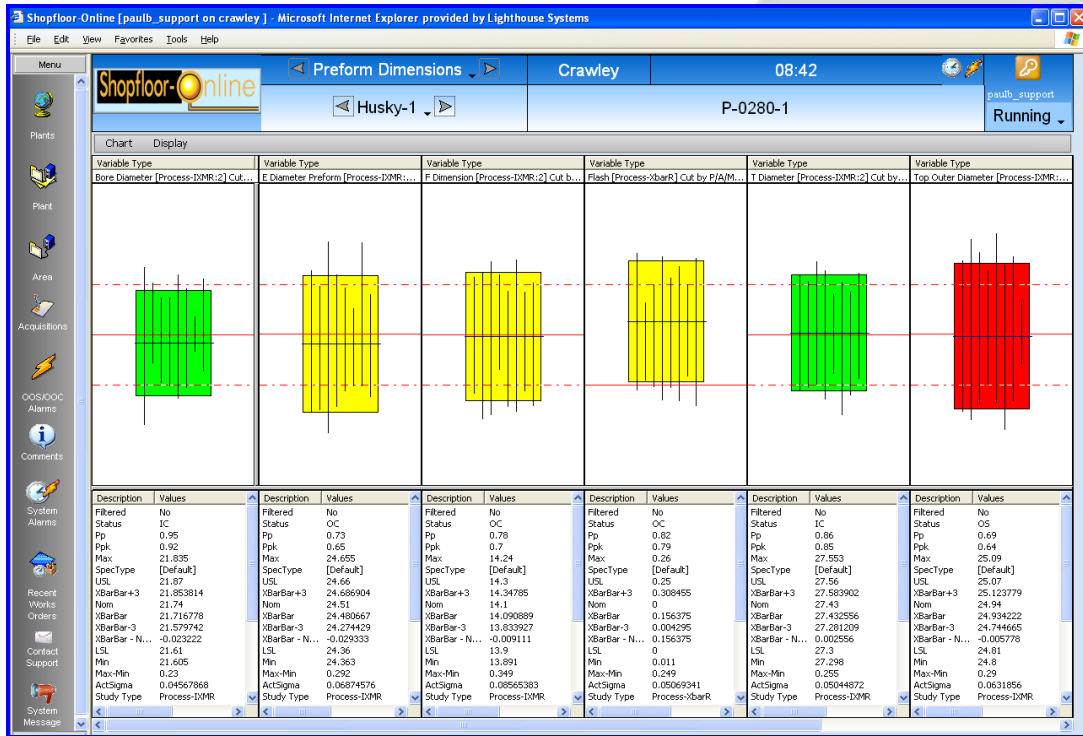 Shopfloor-Online [paulb_support on crawley ] - Microsoft Internet Explorer provided by Lighthouse Systems
File Edit View Favorites Tools Help
Menu
Plants
Plant
Area
Acquisitions
OOS/OOC Alarms
Comments
System Alarms
Recent Works Orders
Contact Support
System Message
Shopfloor-Online
Preform Dimensions
Crawley
08:42
paulb_support
Husky-1
P-0280-1
Running
Chart Display
Variable Type
Bore Diameter [Process-IXMR:2] Cut...
Variable Type
E Diameter Preform [Process-IXMR:...
Variable Type
F Dimension [Process-IXMR:2] Cut b...
Variable Type
Flash [Process-XbarR] Cut by P/A/M...
Variable Type
T Diameter [Process-IXMR:2] Cut by...
Variable Type
Top Outer Diameter [Process-IXMR:...
Description Values
Filtered No
Status IC
Pp 0.95
Ppk 0.92
Max 21.835
SpecType [Default]
USL 21.87
XBarBar+3 21.853814
Nom 21.74
XBarBar 21.716778
XBarBar-3 21.579742
XBarBar - N... -0.023222
LSL 21.61
Min 21.605
Max-Min 0.23
ActSigma 0.04567868
Study Type Process-IXMR
Description Values
Filtered No
Status OC
Pp 0.73
Ppk 0.65
Max 24.655
SpecType [Default]
USL 24.66
XBarBar+3 24.686904
Nom 24.51
XBarBar 24.480667
XBarBar-3 24.274429
XBarBar - N... -0.029333
LSL 24.36
Min 24.363
Max-Min 0.292
ActSigma 0.06874576
Study Type Process-IXMR
Description Values
Filtered No
Status OC
Pp 0.78
Ppk 0.7
Max 14.24
SpecType [Default]
USL 14.3
XBarBar+3 14.34785
Nom 14.1
XBarBar 14.090889
XBarBar-3 13.833927
XBarBar - N... -0.009111
LSL 13.9
Min 13.891
Max-Min 0.349
ActSigma 0.08565383
Study Type Process-IXMR
Description Values
Filtered No
Status OC
Pp 0.82
Ppk 0.79
Max 0.26
SpecType [Default]
USL 0.25
XBarBar+3 0.308455
Nom 0
XBarBar 0.156375
XBarBar-3 0.004295
XBarBar - N... 0.156375
LSL 0
Min 0.011
Max-Min 0.249
ActSigma 0.05069341
Study Type Process-XbarR
Description Values
Filtered No
Status IC
Pp 0.86
Ppk 0.85
Max 27.553
SpecType [Default]
USL 27.56
XBarBar+3 27.583902
Nom 27.43
XBarBar 27.432556
XBarBar-3 27.281209
XBarBar - N... 0.002556
LSL 27.3
Min 27.298
Max-Min 0.255
ActSigma 0.05044872
Study Type Process-IXMR
Description Values
Filtered No
Status OS
Pp 0.69
Ppk 0.64
Max 25.09
SpecType [Default]
USL 25.07
XBarBar+3 25.123779
Nom 24.94
XBarBar 24.934222
XBarBar-3 24.744665
XBarBar - N... -0.005778
LSL 24.81
Min 24.8
Max-Min 0.29
ActSigma 0.0631856
Study Type Process-IXMR